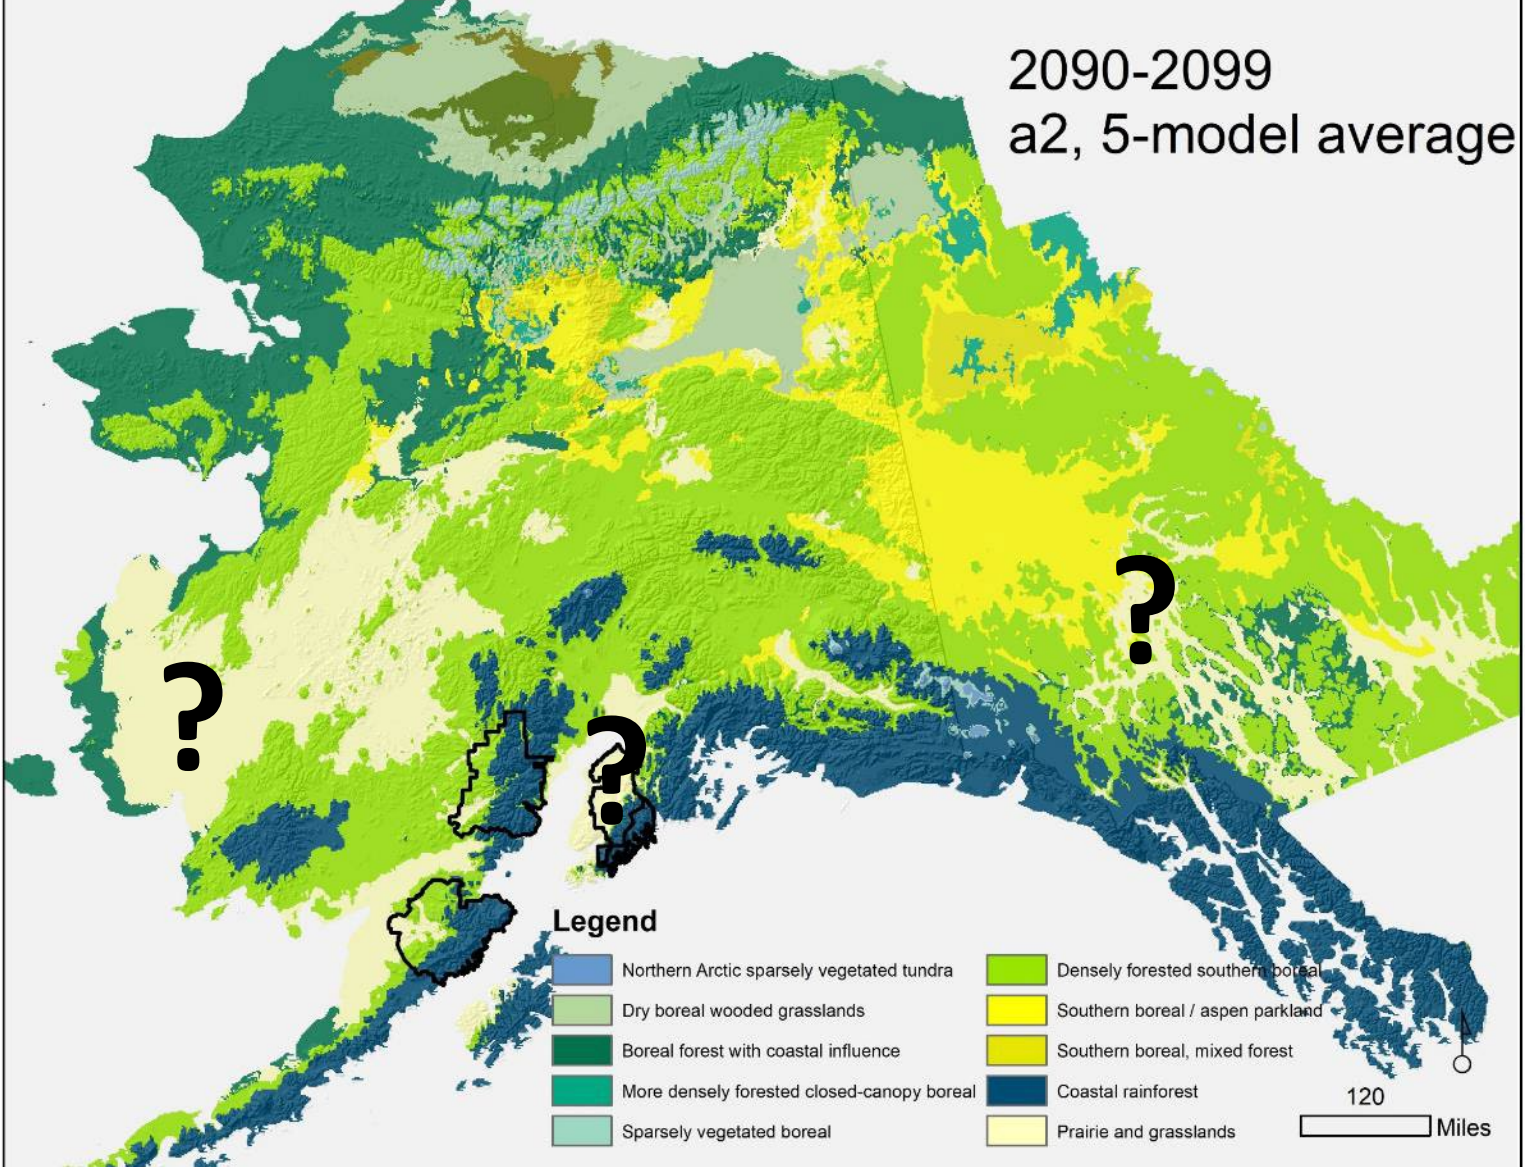 2090-2099
a2, 5-model average
?
?
?
Legend
Northern Arctic sparsely vegetated tundra
Dry boreal wooded grasslands
Boreal forest with coastal influence
More densely forested closed-canopy boreal
Sparsely vegetated boreal
Densely forested southern boreal
Southern boreal / aspen parkland
Southern boreal, mixed forest
Coastal rainforest
Prairie and grasslands
120
Miles